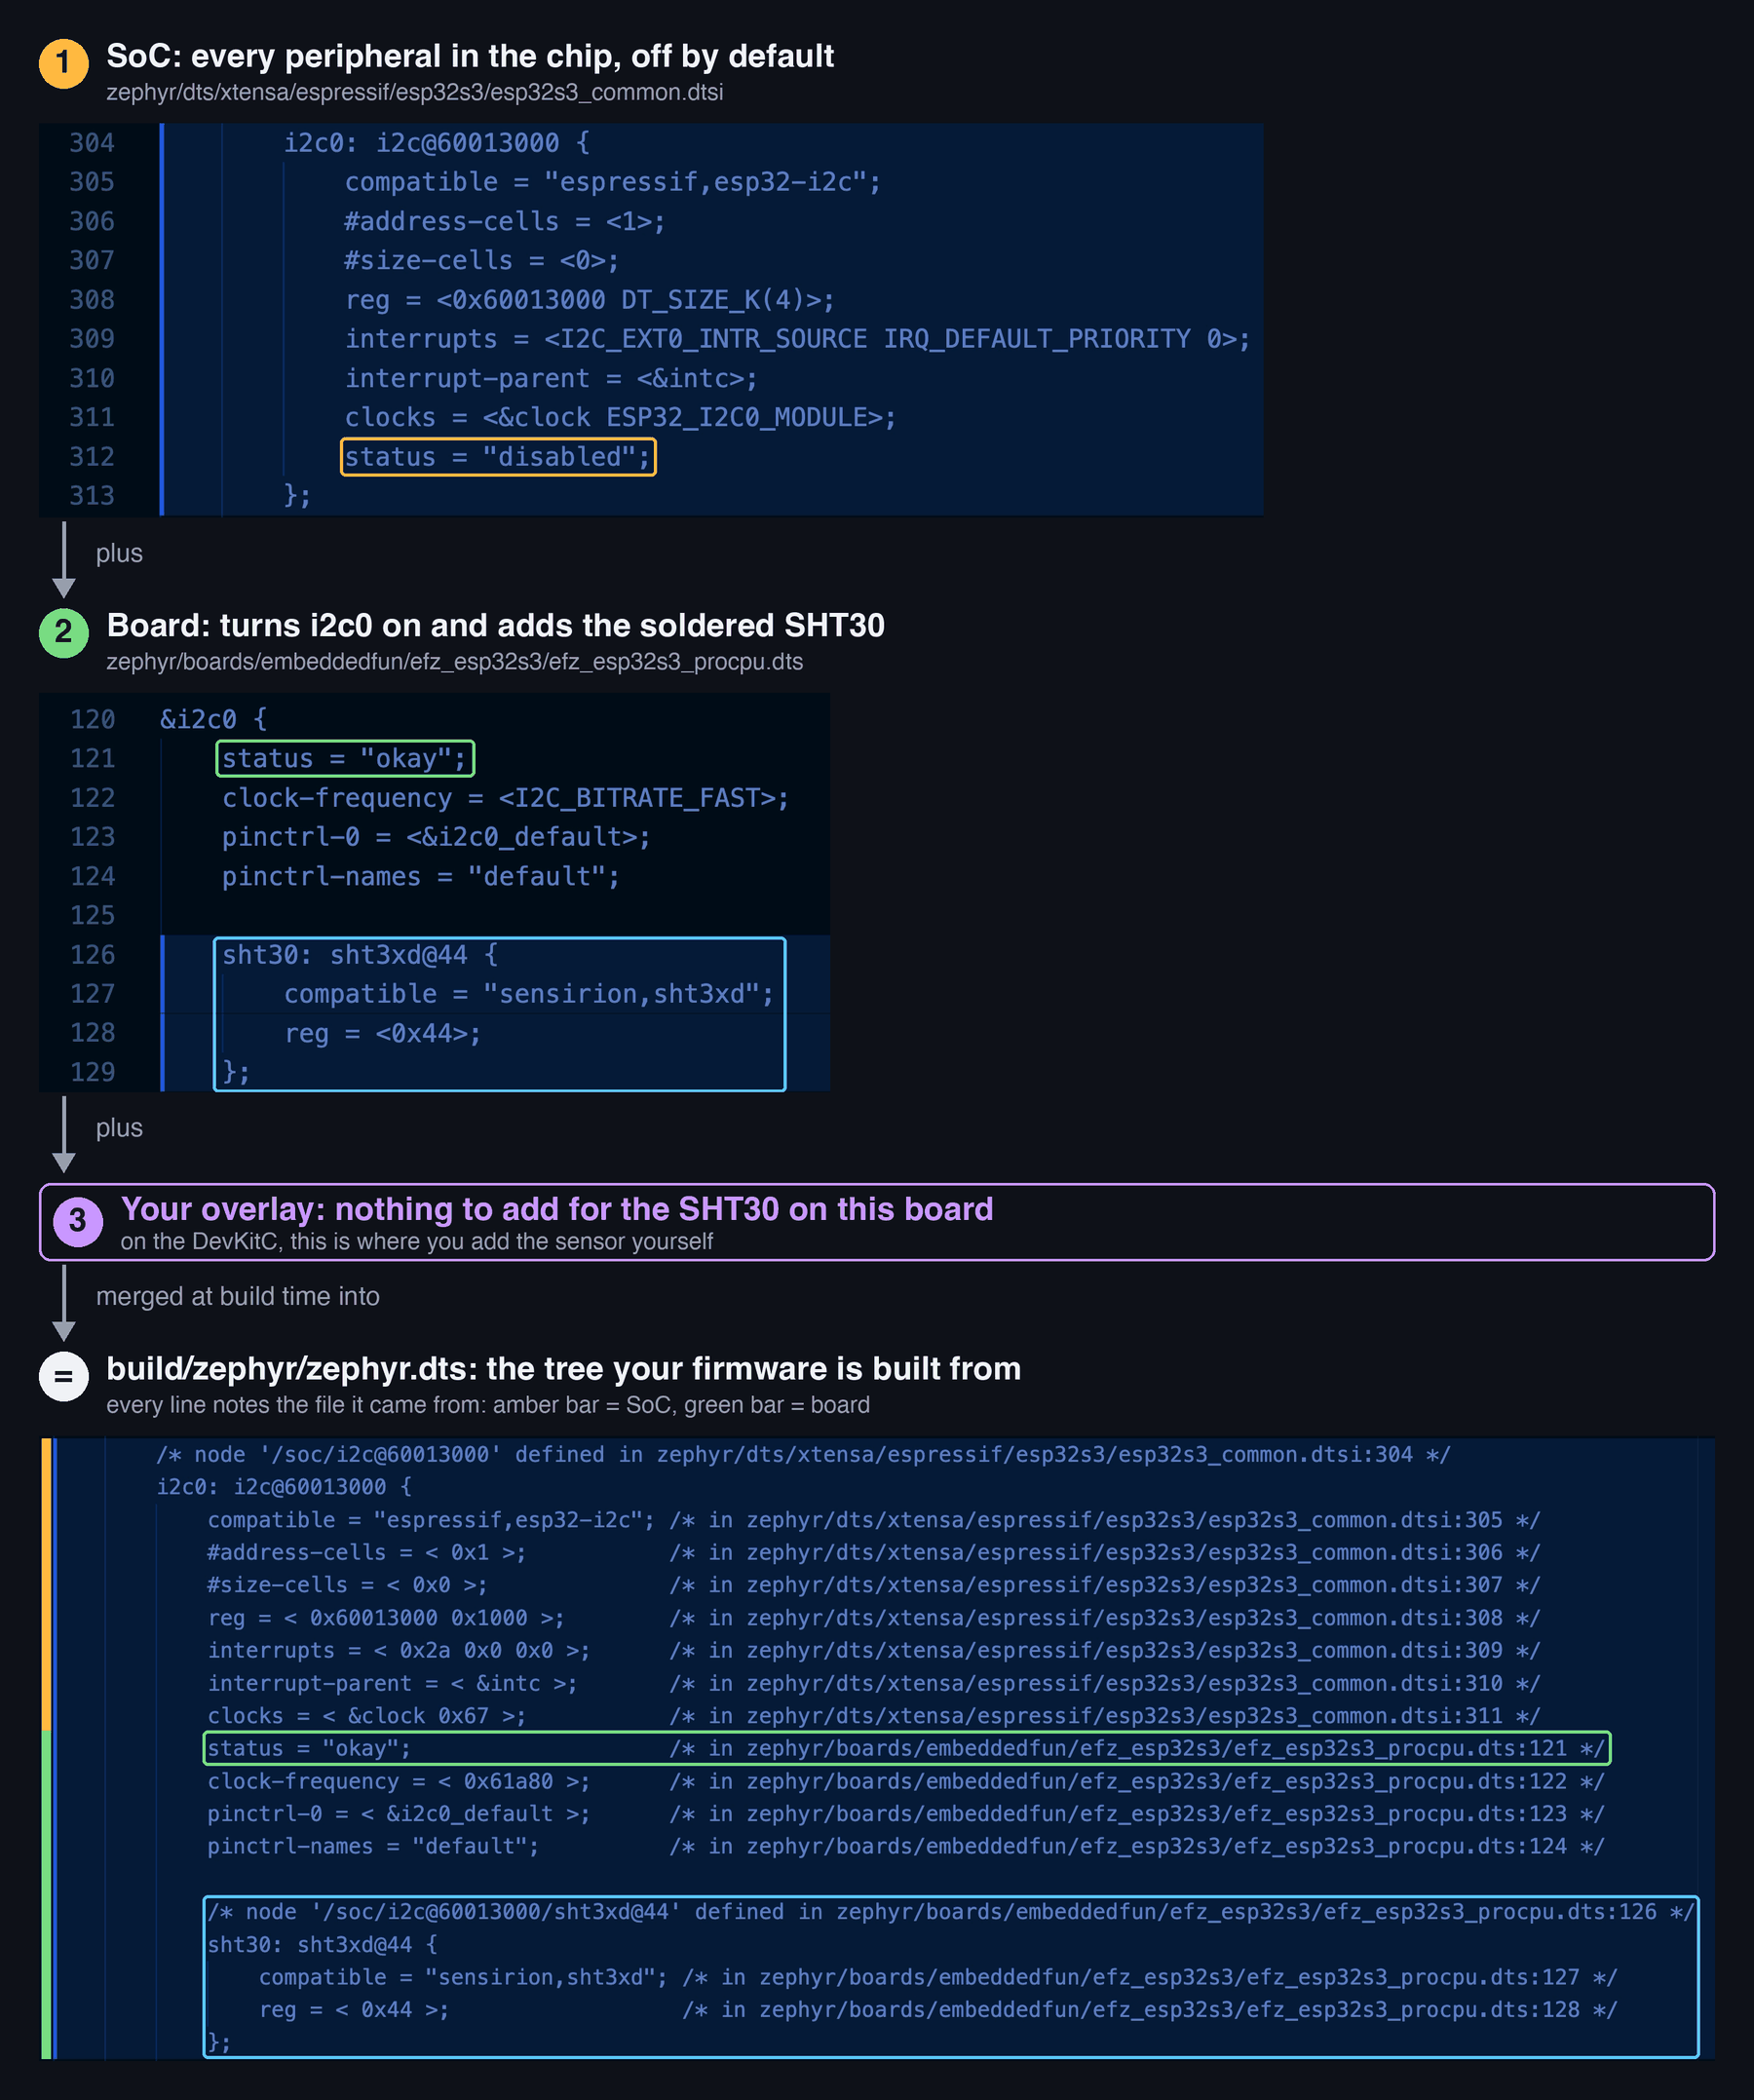 1 SoC: every peripheral in the chip, off by default
zephyr/dts/xtensa/espressif/esp32s3/esp32s3_common.dtsi
304 i2c0: i2c@60013000 {
305 compatible = "espressif,esp32-i2c";
306 #address-cells = <1>;
307 #size-cells = <0>;
308 reg = <0x60013000 DT_SIZE_K(4)>;
309 interrupts = <I2C_EXT0_INTR_SOURCE IRQ_DEFAULT_PRIORITY 0>;
310 interrupt-parent = <&intc>;
311 clocks = <&clock ESP32_I2C0_MODULE>;
312 status = "disabled";
313 };
plus
2 Board: turns i2c0 on and adds the soldered SHT30
zephyr/boards/embeddedfun/efz_esp32s3/efz_esp32s3_procpu.dts
120 &i2c0 {
121 status = "okay";
122 clock-frequency = <I2C_BITRATE_FAST>;
123 pinctrl-0 = <&i2c0_default>;
124 pinctrl-names = "default";
125
126 sht30: sht3xd@44 {
127 compatible = "sensirion,sht3xd";
128 reg = <0x44>;
129 };
plus
3 Your overlay: nothing to add for the SHT30 on this board
on the DevKitC, this is where you add the sensor yourself
merged at build time into
= build/zephyr/zephyr.dts: the tree your firmware is built from
every line notes the file it came from: amber bar = SoC, green bar = board
/* node '/soc/i2c@60013000' defined in zephyr/dts/xtensa/espressif/esp32s3/esp32s3_common.dtsi:304 */
i2c0: i2c@60013000 {
compatible = "espressif,esp32-i2c"; /* in zephyr/dts/xtensa/espressif/esp32s3/esp32s3_common.dtsi:305 */
#address-cells = < 0x1 >; /* in zephyr/dts/xtensa/espressif/esp32s3/esp32s3_common.dtsi:306 */
#size-cells = < 0x0 >; /* in zephyr/dts/xtensa/espressif/esp32s3/esp32s3_common.dtsi:307 */
reg = < 0x60013000 0x1000 >; /* in zephyr/dts/xtensa/espressif/esp32s3/esp32s3_common.dtsi:308 */
interrupts = < 0x2a 0x0 0x0 >; /* in zephyr/dts/xtensa/espressif/esp32s3/esp32s3_common.dtsi:309 */
interrupt-parent = < &intc >; /* in zephyr/dts/xtensa/espressif/esp32s3/esp32s3_common.dtsi:310 */
clocks = < &clock 0x67 >; /* in zephyr/dts/xtensa/espressif/esp32s3/esp32s3_common.dtsi:311 */
status = "okay"; /* in zephyr/boards/embeddedfun/efz_esp32s3/efz_esp32s3_procpu.dts:121 */
clock-frequency = < 0x61a80 >; /* in zephyr/boards/embeddedfun/efz_esp32s3/efz_esp32s3_procpu.dts:122 */
pinctrl-0 = < &i2c0_default >; /* in zephyr/boards/embeddedfun/efz_esp32s3/efz_esp32s3_procpu.dts:123 */
pinctrl-names = "default"; /* in zephyr/boards/embeddedfun/efz_esp32s3/efz_esp32s3_procpu.dts:124 */
/* node '/soc/i2c@60013000/sht3xd@44' defined in zephyr/boards/embeddedfun/efz_esp32s3/efz_esp32s3_procpu.dts:126 */
sht30: sht3xd@44 {
compatible = "sensirion,sht3xd"; /* in zephyr/boards/embeddedfun/efz_esp32s3/efz_esp32s3_procpu.dts:127 */
reg = < 0x44 >; /* in zephyr/boards/embeddedfun/efz_esp32s3/efz_esp32s3_procpu.dts:128 */
};